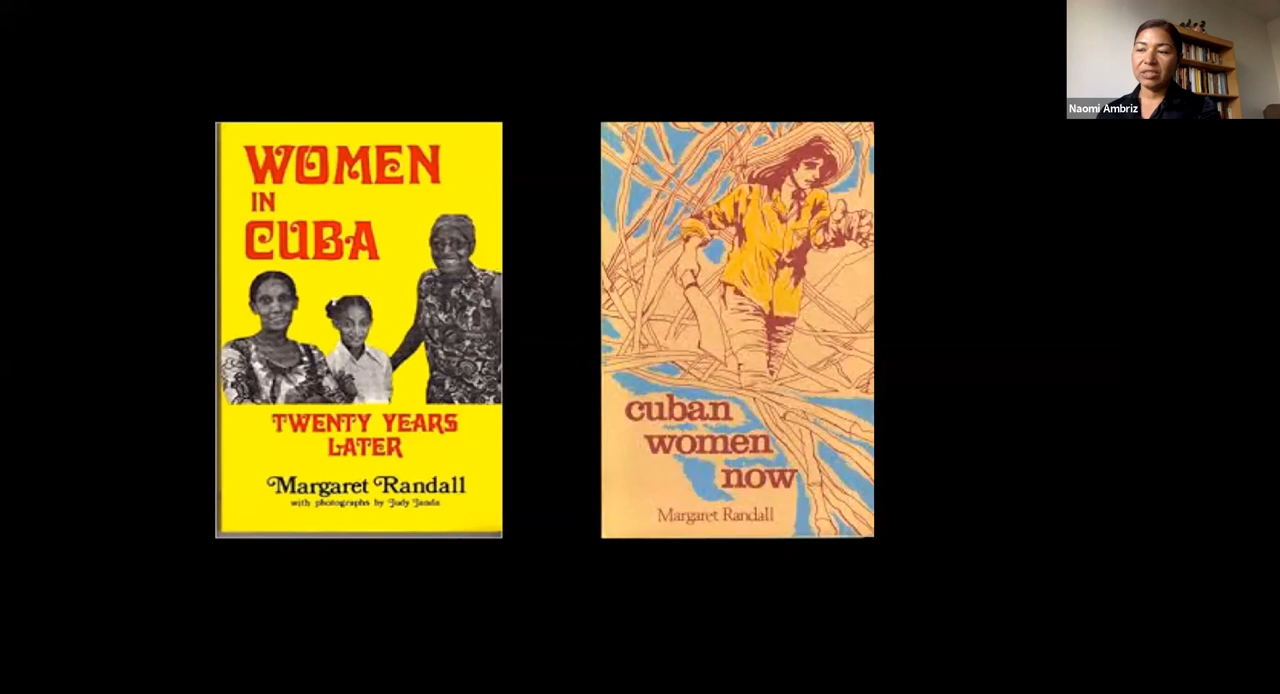 WOMEN
IN
CUBA
TWENTY YEARS
LATER
Margaret Randall
with photographs by Judy Janda
cuban
women
now
Margaret Randall
Naomi Ambriz